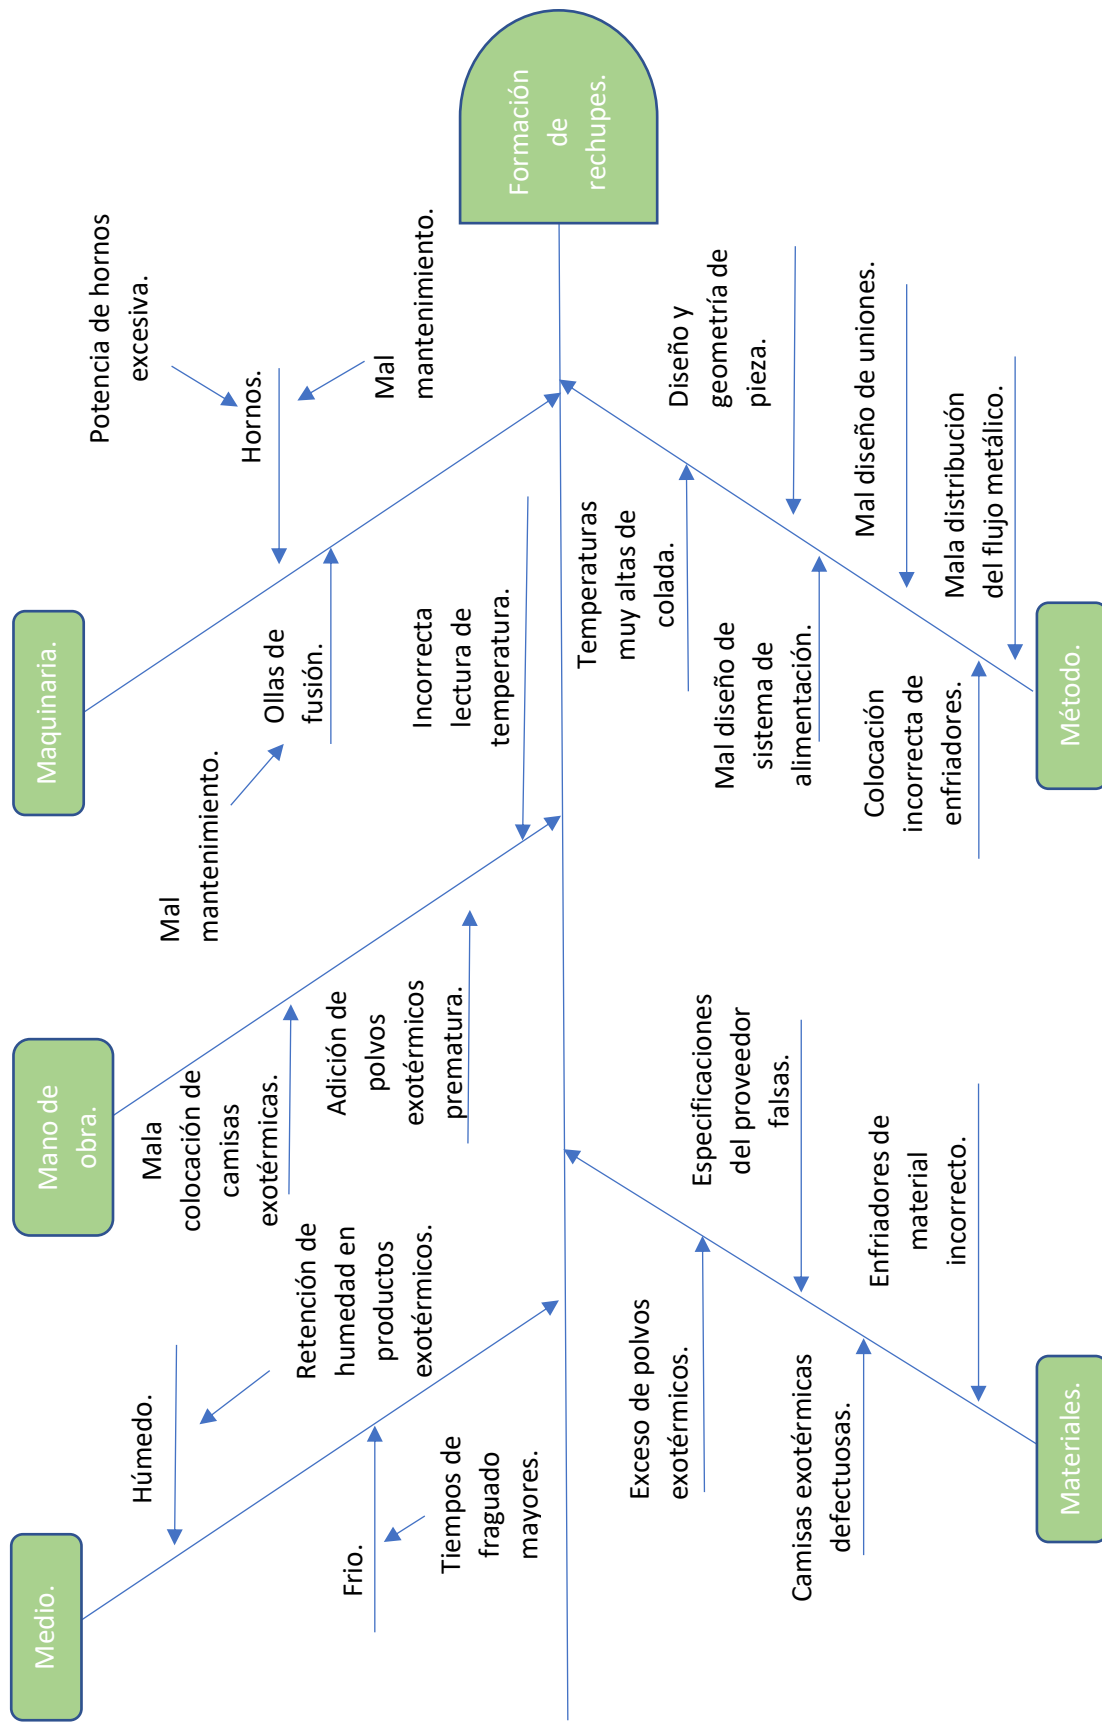 Medio.
Húmedo.
Retención de
humedad en
productos
exotérmicos.
Frio.
Tiempos de
fraguado
mayores.
Mano de
obra.
Mala
colocación de
camisas
exotérmicas.
Adición de
polvos
exotérmicos
prematura.
Incorrecta
lectura de
temperatura.
Maquinaria.
Mal
mantenimiento.
Ollas de
fusión.
Potencia de hornos
excesiva.
Hornos.
Mal
mantenimiento.
Formación
de
rechupes.
Exceso de polvos
exotérmicos.
Especificaciones
del proveedor
falsas.
Camisas exotérmicas
defectuosas.
Enfriadores de
material
incorrecto.
Materiales.
Temperaturas
muy altas de
colada.
Diseño y
geometría de
pieza.
Mal diseño de
sistema de
alimentación.
Mal diseño de uniones.
Colocación
incorrecta de
enfriadores.
Mala distribución
del flujo metálico.
Método.